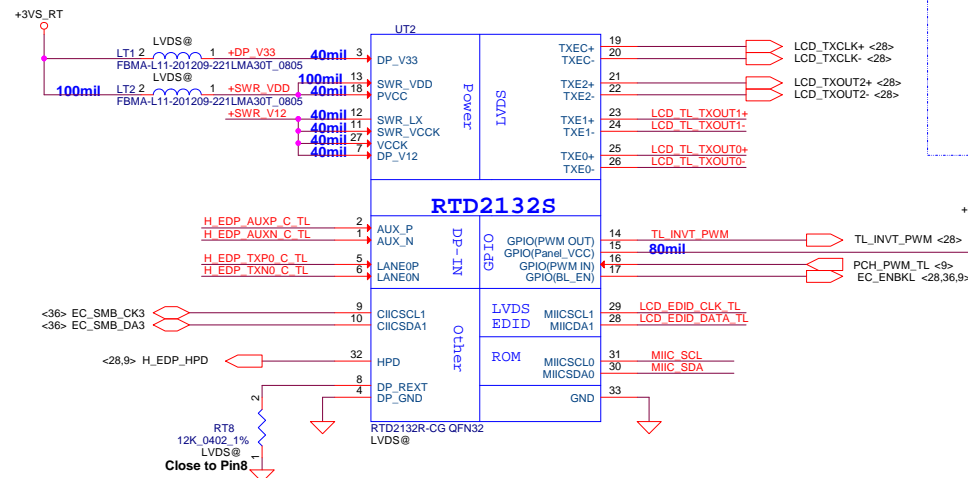 +3VS_RT
UT2
LVDS@
LT1 2 1 +DP_V33 40mil 3 DP_V33
FBMA-L11-201209-221LMA30T_0805
LVDS@
100mil LT2 2 1 +SWR_VDD 100mil 13 SWR_VDD
40mil 18 PVCC
FBMA-L11-201209-221LMA30T_0805
+SWR_V12 40mil 12 SWR_LX
40mil 11 SWR_VCCK
40mil 27 VCCK
40mil 7 DP_V12
Power
LVDS
TXEC+ 19 LCD_TXCLK+ <28>
TXEC- 20 LCD_TXCLK- <28>
TXE2+ 21 LCD_TXOUT2+ <28>
TXE2- 22 LCD_TXOUT2- <28>
TXE1+ 23 LCD_TL_TXOUT1+
TXE1- 24 LCD_TL_TXOUT1-
TXE0+ 25 LCD_TL_TXOUT0+
TXE0- 26 LCD_TL_TXOUT0-
RTD2132S
+
H_EDP_AUXP_C_TL 2 AUX_P
H_EDP_AUXN_C_TL 1 AUX_N
H_EDP_TXP0_C_TL 5 LANE0P
H_EDP_TXN0_C_TL 6 LANE0N
DP-IN
GPIO
GPIO(PWM OUT) 14 TL_INVT_PWM TL_INVT_PWM <28>
GPIO(Panel_VCC) 15 80mil
GPIO(PWM IN) 16 PCH_PWM_TL <9>
GPIO(BL_EN) 17 EC_ENBKL <28,36,9>
<36> EC_SMB_CK3 9 CIICSCL1
<36> EC_SMB_DA3 10 CIICSDA1
Other
LVDS
EDID
MIICSCL1 29 LCD_EDID_CLK_TL
MIICDA1 28 LCD_EDID_DATA_TL
<28,9> H_EDP_HPD 32 HPD
ROM
MIICSCL0 31 MIIC_SCL
MIICSDA0 30 MIIC_SDA
8 DP_REXT
4 DP_GND
GND 33
2
RT8
12K_0402_1%
LVDS@
1
Close to Pin8
RTD2132R-CG QFN32
LVDS@